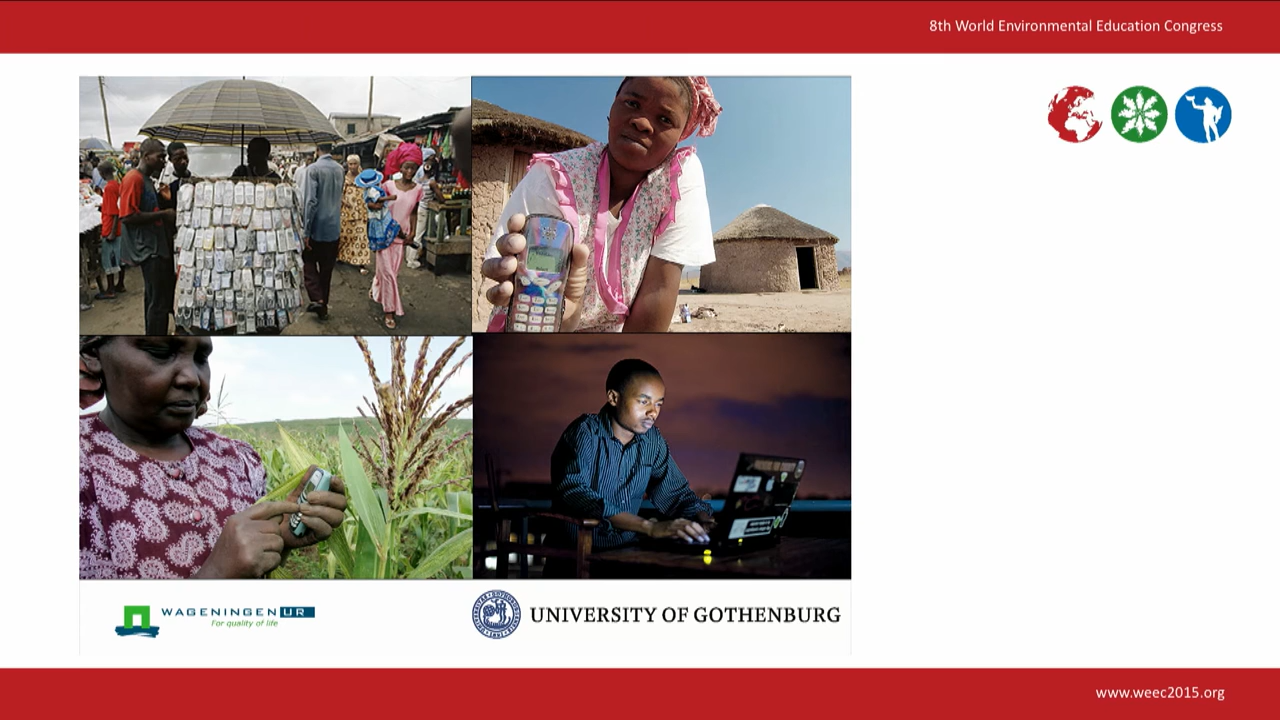 8th World Environmental Education Congress
WAGENINGEN UR
For quality of life
UNIVERSITY OF GOTHENBURG
www.weec2015.org